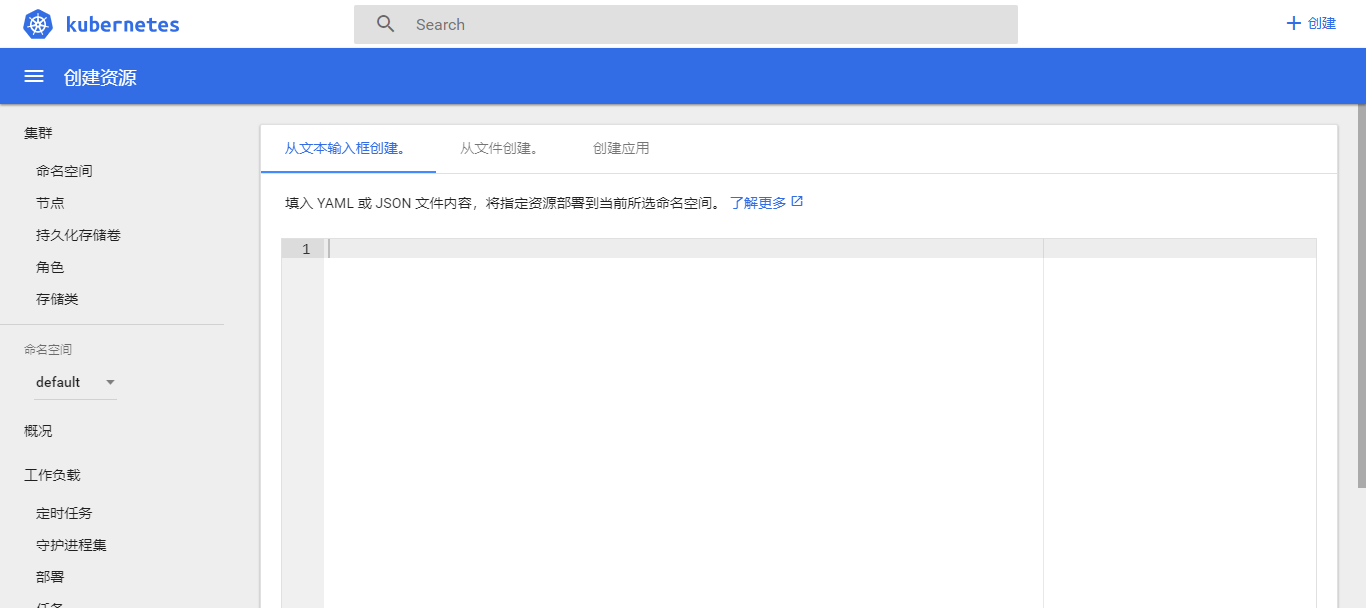 kubernetes
Search
创建
创建资源
集群
命名空间
节点
持久化存储卷
角色
存储类
命名空间
default
概况
工作负载
定时任务
守护进程集
部署
任务
从文本输入框创建。
从文件创建。
创建应用
填入 YAML 或 JSON 文件内容，将指定资源部署到当前所选命名空间。 了解更多
1